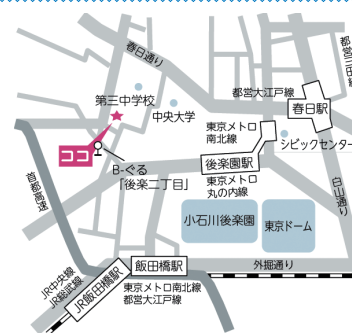 春日通り
都営三田線
都営大江戸線
第三中学校
中央大学
春日駅
東京メトロ
南北線
シビックセンター
ココ
B-ぐる
「後楽二丁目」
後楽園駅
東京メトロ
丸の内線
白山通り
首都高速
小石川後楽園
東京ドーム
飯田橋駅
外堀通り
JR中央線
JR総武線
JR飯田橋駅
東京メトロ南北線
都営大江戸線